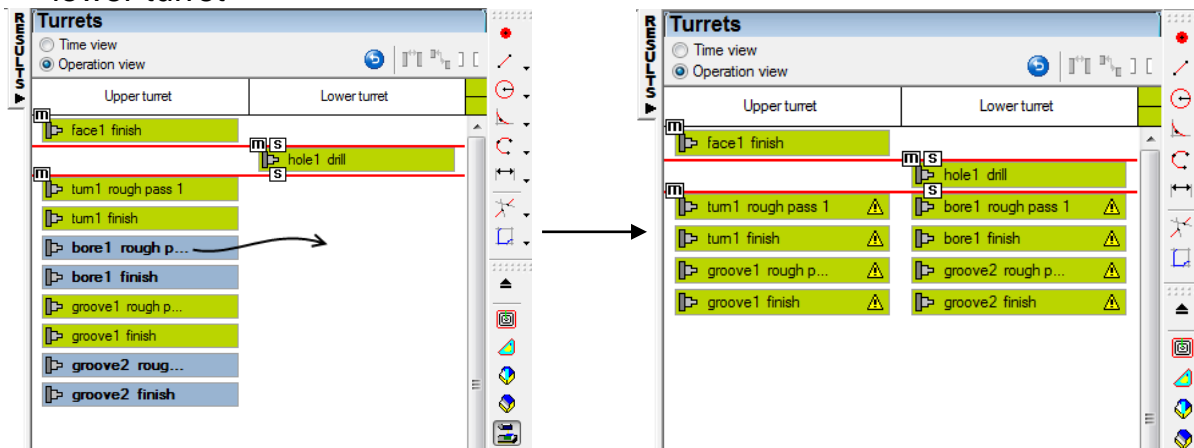 lower turret
RESULTS
Turrets
Time view
Operation view
Upper turret
Lower turret
m
face1 finish
m S
hole1 drill
S
m
turn1 rough pass 1
turn1 finish
bore1 rough p...
bore1 finish
groove1 rough p...
groove1 finish
groove2 roug...
groove2 finish
RESULTS
Turrets
Time view
Operation view
Upper turret
Lower turret
m
face1 finish
m S
hole1 drill
S
m
turn1 rough pass 1
bore1 rough pass 1
turn1 finish
bore1 finish
groove1 rough p...
groove2 rough p...
groove1 finish
groove2 finish